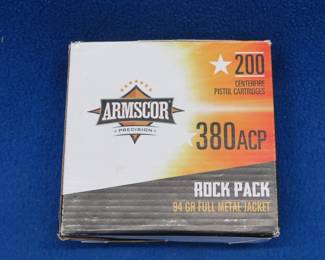 200
CENTERFIRE
PISTOL CARTRIDGES
ARMSCOR
PRECISION
380ACP
ROCK PACK
94 GR FULL METAL JACKET